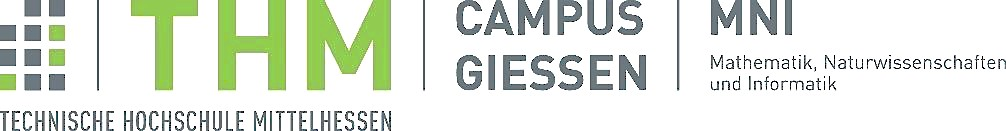 THM
TECHNISCHE HOCHSCHULE MITTELHESSEN
CAMPUS
GIESSEN
MNI
Mathematik, Naturwissenschaften
und Informatik